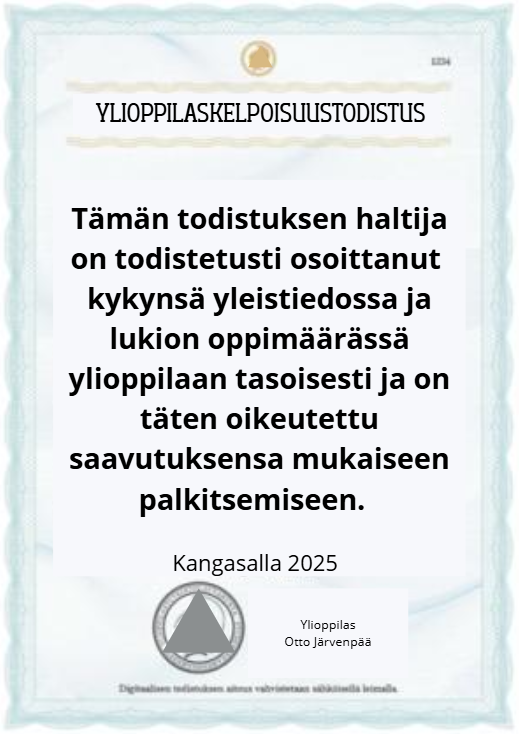 1234
YLIOPPILASKELPOISUUSTODISTUS
Tämän todistuksen haltija
on todistetusti osoittanut
kykynsä yleistiedossa ja
lukion oppimäärässä
ylioppilaan tasoisesti ja on
täten oikeutettu
saavutuksensa mukaiseen
palkitsemiseen.
Kangasalla 2025
Ylioppilas
Otto Järvenpää
Digitaalisen todistuksen aitous vahvistetaan sähköisellä leimalla.